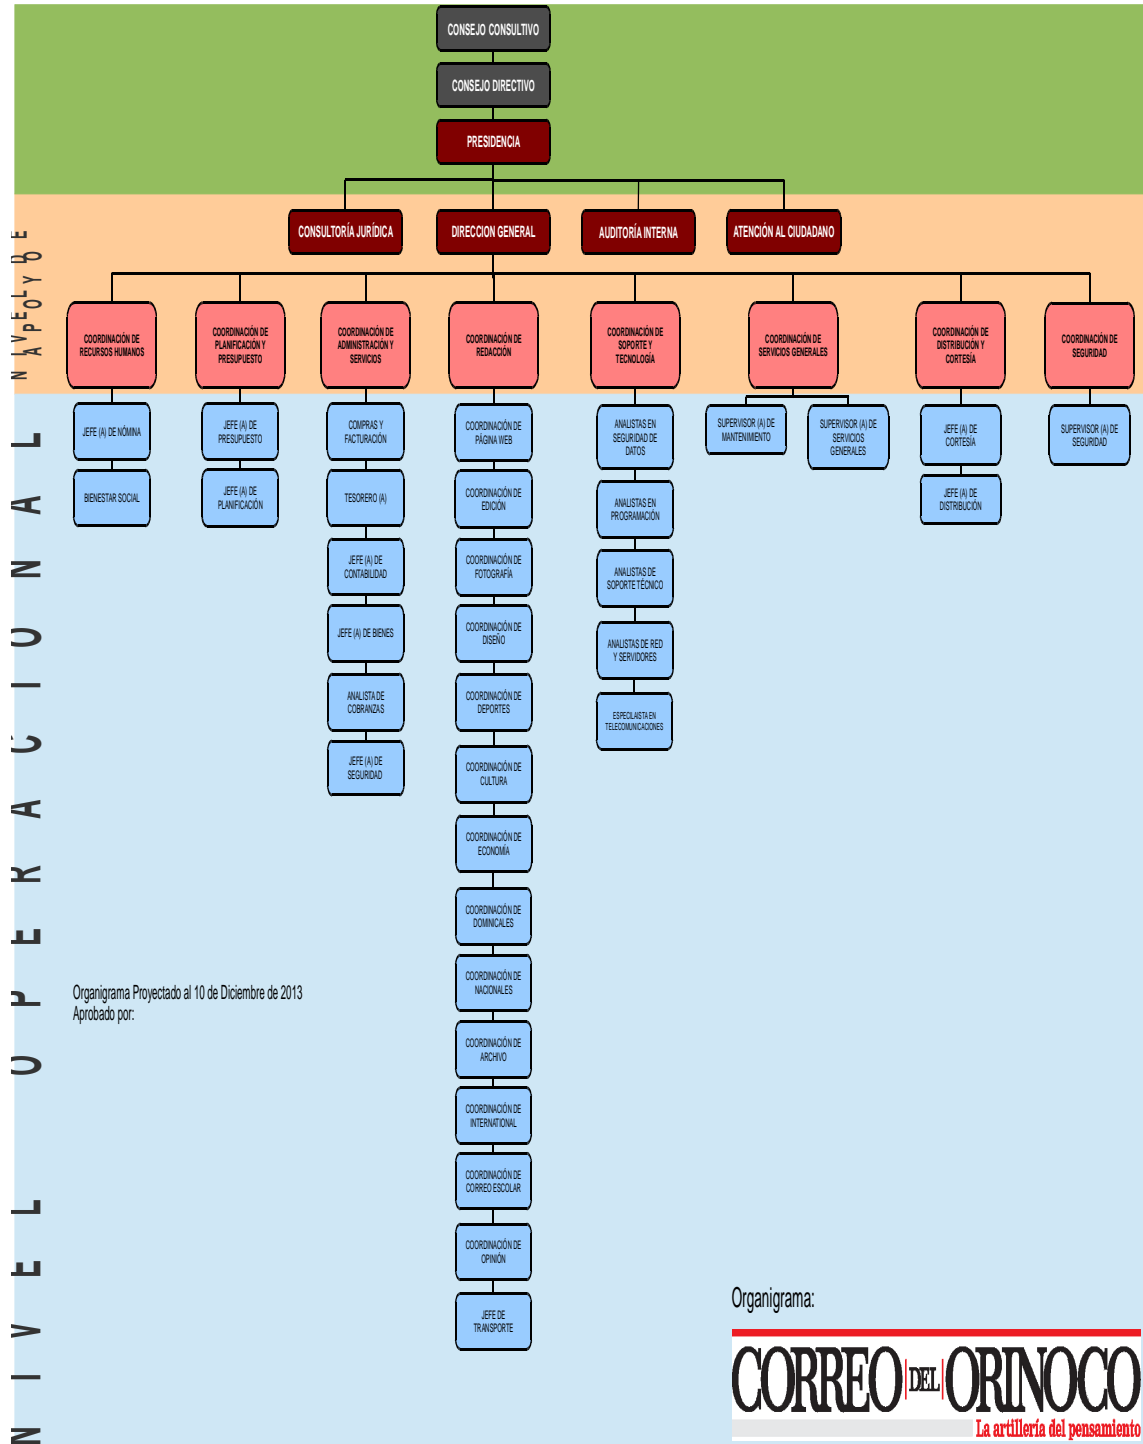 CONSEJO CONSULTIVO
CONSEJO DIRECTIVO
PRESIDENCIA
CONSULTORÍA JURÍDICA
DIRECCION GENERAL
AUDITORÍA INTERNA
ATENCIÓN AL CIUDADANO
NIVEL DE
APOYO
COORDINACIÓN DE
RECURSOS HUMANOS
COORDINACIÓN DE
PLANIFICACIÓN Y
PRESUPUESTO
COORDINACIÓN DE
ADMINISTRACIÓN Y
SERVICIOS
COORDINACIÓN DE
REDACCIÓN
COORDINACIÓN DE
SOPORTE Y
TECNOLOGÍA
COORDINACIÓN DE
SERVICIOS GENERALES
COORDINACIÓN DE
DISTRIBUCIÓN Y
CORTESÍA
COORDINACIÓN DE
SEGURIDAD
NIVEL OPERACIONAL
JEFE (A) DE NÓMINA
BIENESTAR SOCIAL
JEFE (A) DE
PRESUPUESTO
JEFE (A) DE
PLANIFICACIÓN
COMPRAS Y
FACTURACIÓN
TESORERO (A)
JEFE (A) DE
CONTABILIDAD
JEFE (A) DE BIENES
ANALISTA DE
COBRANZAS
JEFE (A) DE
SEGURIDAD
COORDINACIÓN DE
PÁGINA WEB
COORDINACIÓN DE
EDICIÓN
COORDINACIÓN DE
FOTOGRAFÍA
COORDINACIÓN DE
DISEÑO
COORDINACIÓN DE
DEPORTES
COORDINACIÓN DE
CULTURA
COORDINACIÓN DE
ECONOMÍA
COORDINACIÓN DE
DOMINICALES
COORDINACIÓN DE
NACIONALES
COORDINACIÓN DE
ARCHIVO
COORDINACIÓN DE
INTERNATIONAL
COORDINACIÓN DE
CORREO ESCOLAR
COORDINACIÓN DE
OPINIÓN
JEFE DE
TRANSPORTE
ANALISTAS EN
SEGURIDAD DE
DATOS
ANALISTAS EN
PROGRAMACIÓN
ANALISTAS DE
SOPORTE TÉCNICO
ANALISTAS DE RED
Y SERVIDORES
ESPECILAISTA EN
TELECOMUNICACIONES
SUPERVISOR (A) DE
MANTENIMIENTO
SUPERVISOR (A) DE
SERVICIOS
GENERALES
JEFE (A) DE
CORTESÍA
JEFE (A) DE
DISTRIBUCIÓN
SUPERVISOR (A) DE
SEGURIDAD
Organigrama Proyectado al 10 de Diciembre de 2013
Aprobado por:
Organigrama:
CORREO DEL ORINOCO
La artillería del pensamiento